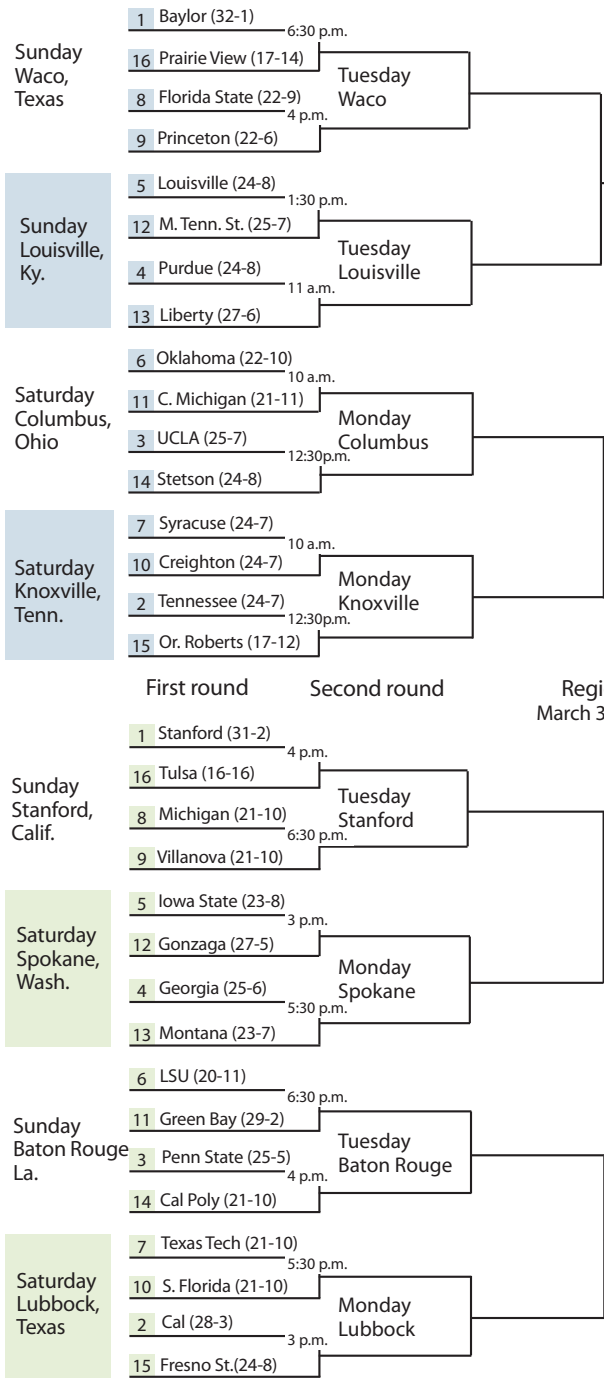 Sunday
Waco,
Texas
1 Baylor (32-1)
6:30 p.m.
16 Prairie View (17-14)
8 Florida State (22-9)
4 p.m.
9 Princeton (22-6)
Tuesday
Waco
Sunday
Louisville,
Ky.
5 Louisville (24-8)
1:30 p.m.
12 M. Tenn. St. (25-7)
4 Purdue (24-8)
11 a.m.
13 Liberty (27-6)
Tuesday
Louisville
Saturday
Columbus,
Ohio
6 Oklahoma (22-10)
10 a.m.
11 C. Michigan (21-11)
3 UCLA (25-7)
12:30p.m.
14 Stetson (24-8)
Monday
Columbus
Saturday
Knoxville,
Tenn.
7 Syracuse (24-7)
10 a.m.
10 Creighton (24-7)
2 Tennessee (24-7)
12:30p.m.
15 Or. Roberts (17-12)
Monday
Knoxville
First round Second round Regi
March 3
Sunday
Stanford,
Calif.
1 Stanford (31-2)
4 p.m.
16 Tulsa (16-16)
8 Michigan (21-10)
6:30 p.m.
9 Villanova (21-10)
Tuesday
Stanford
Saturday
Spokane,
Wash.
5 Iowa State (23-8)
3 p.m.
12 Gonzaga (27-5)
4 Georgia (25-6)
5:30 p.m.
13 Montana (23-7)
Monday
Spokane
Sunday
Baton Rouge
La.
6 LSU (20-11)
6:30 p.m.
11 Green Bay (29-2)
3 Penn State (25-5)
4 p.m.
14 Cal Poly (21-10)
Tuesday
Baton Rouge
Saturday
Lubbock,
Texas
7 Texas Tech (21-10)
5:30 p.m.
10 S. Florida (21-10)
2 Cal (28-3)
3 p.m.
15 Fresno St.(24-8)
Monday
Lubbock